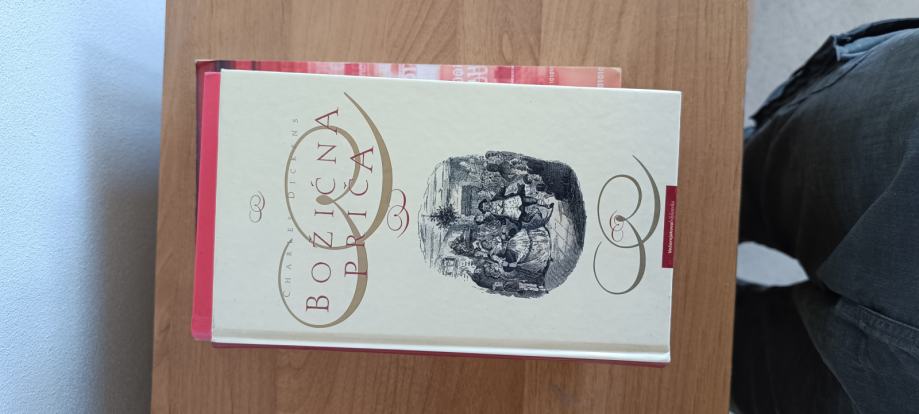 CHARLES DICKENS
BOŽIĆNA
PRIČA